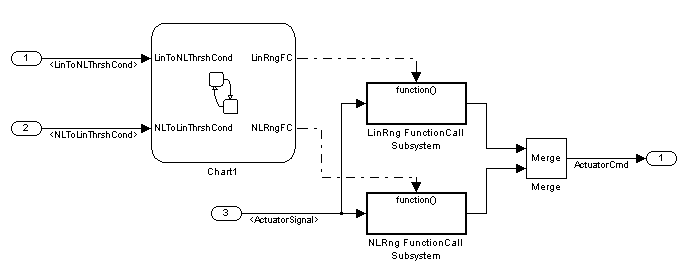 1
<LinToNLThrshCond>
LinToNLThrshCond
LinRngFC
2
<NLToLinThrshCond>
NLToLinThrshCond
NLRngFC
Chart1
function()
LinRng FunctionCall
Subsystem
3
<ActuatorSignal>
function()
NLRng FunctionCall
Subsystem
Merge
Merge
ActuatorCmd
1